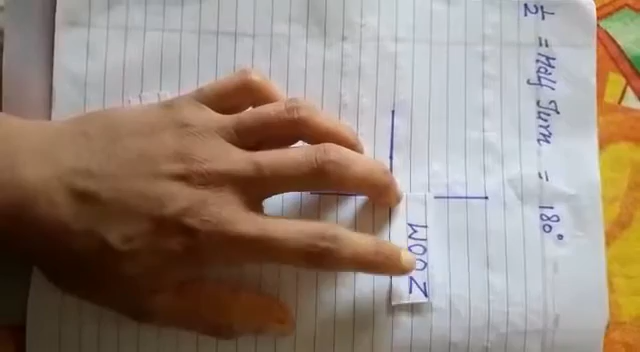 1/2 = Half Turn = 180°
ZOOM